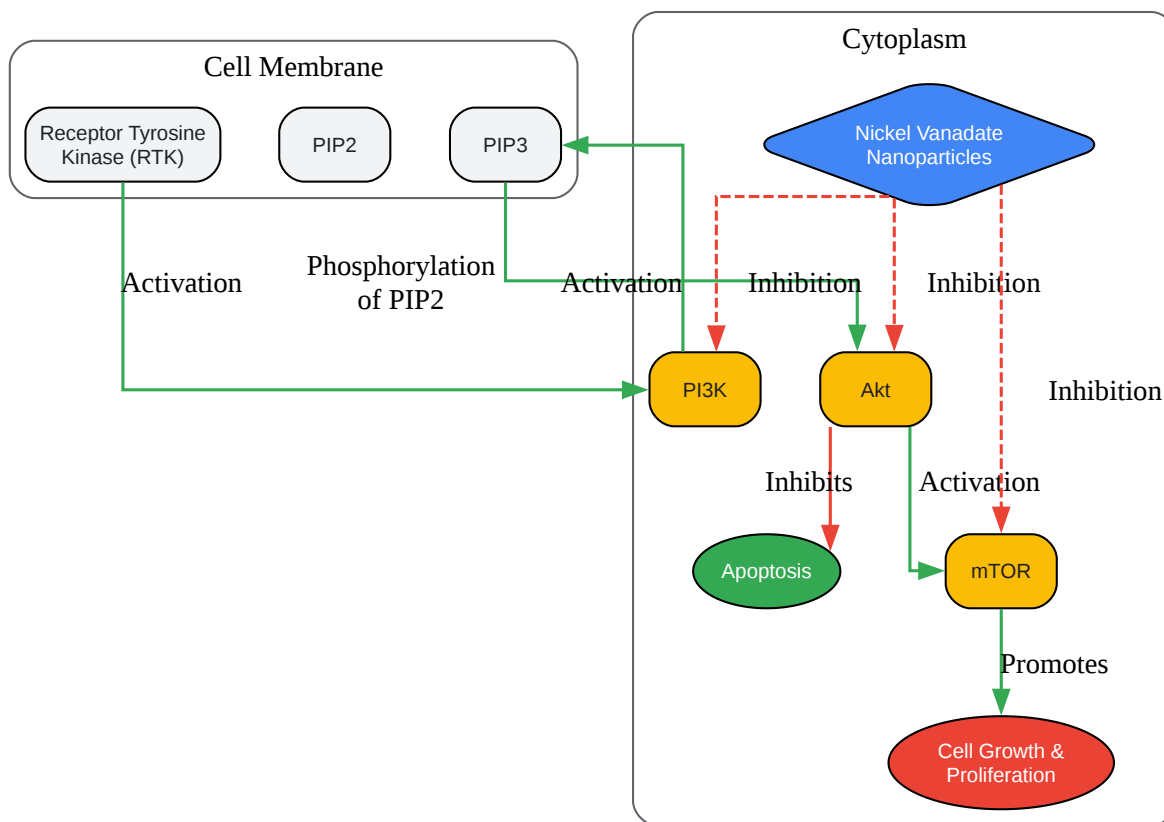 Cytoplasm
Cell Membrane
Receptor Tyrosine
Kinase (RTK)
PIP2
PIP3
Nickel Vanadate
Nanoparticles
Activation
Phosphorylation
of PIP2
Activation
Inhibition
Inhibition
PI3K
Akt
Inhibition
Inhibits
Activation
Apoptosis
mTOR
Promotes
Cell Growth &
Proliferation